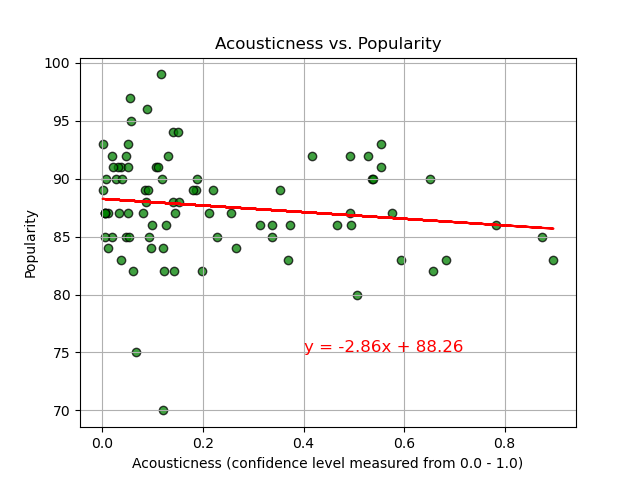 Acousticness vs. Popularity
100
95
90
85
80
75
70
Popularity
y = -2.86x + 88.26
0.0 0.2 0.4 0.6 0.8
Acousticness (confidence level measured from 0.0 - 1.0)